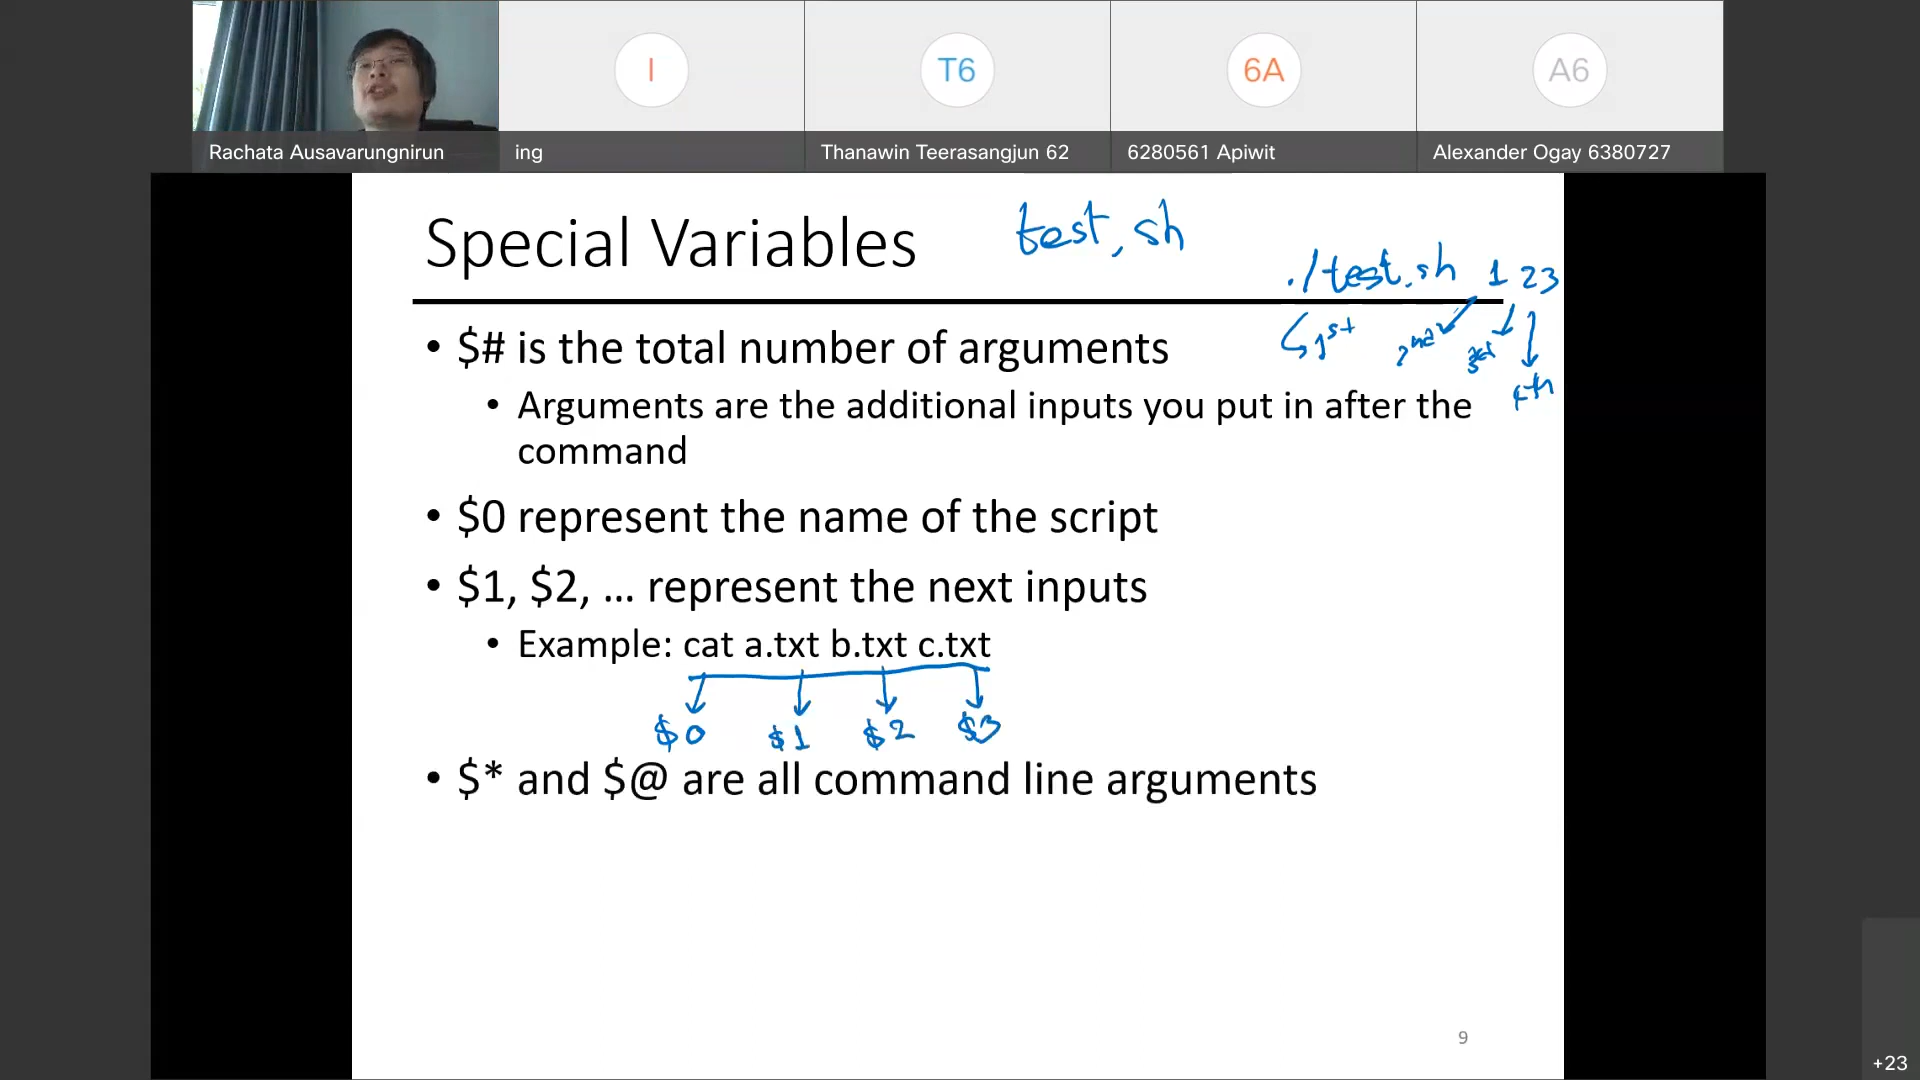 I
T6
6A
A6
Rachata Ausavarungnirun
ing
Thanawin Teerasangjun 62
6280561 Apiwit
Alexander Ogay 6380727
Special Variables
test.sh
./test.sh 1 2 3
1st 2nd 3rd 4th
• $# is the total number of arguments
• Arguments are the additional inputs you put in after the
command
• $0 represent the name of the script
• $1, $2, ... represent the next inputs
• Example: cat a.txt b.txt c.txt
$0 $1 $2 $3
• $* and $@ are all command line arguments
9
+23